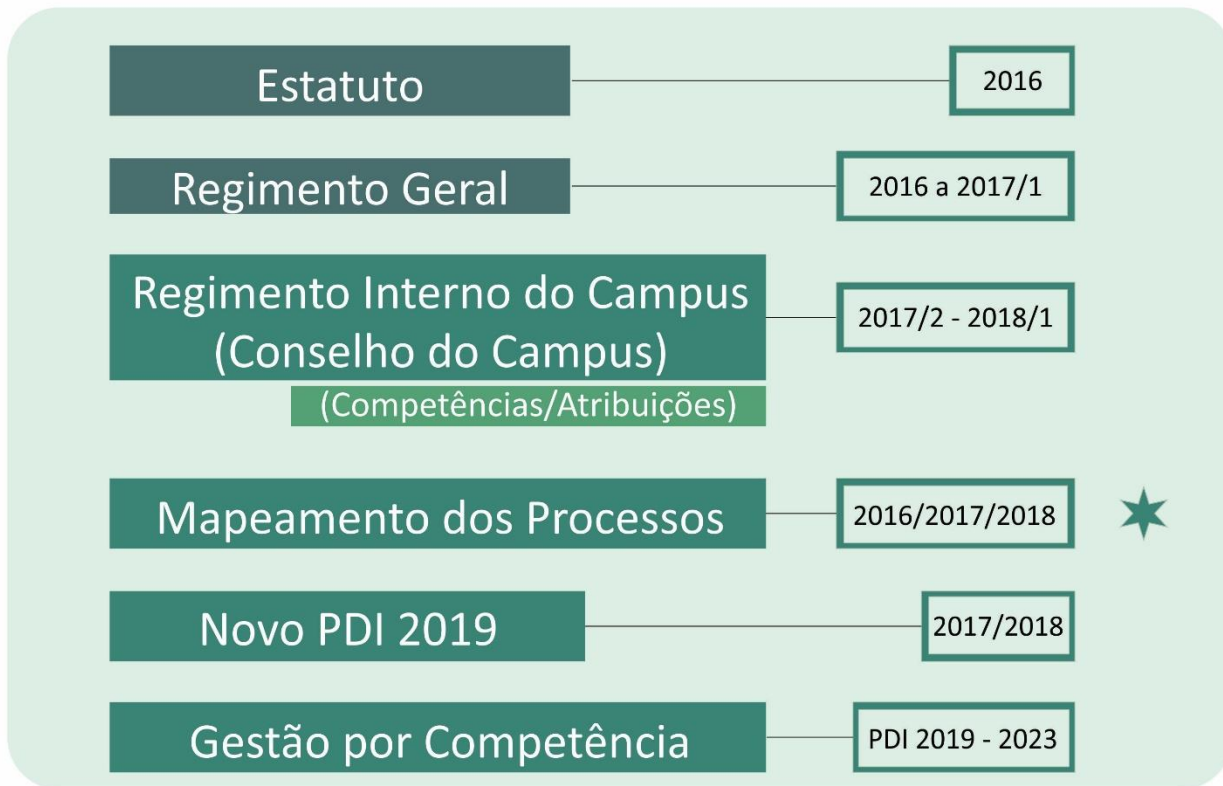 Estatuto
2016
Regimento Geral
2016 a 2017/1
Regimento Interno do Campus
(Conselho do Campus)
2017/2 - 2018/1
(Competências/Atribuições)
Mapeamento dos Processos
2016/2017/2018
Novo PDI 2019
2017/2018
Gestão por Competência
PDI 2019 - 2023